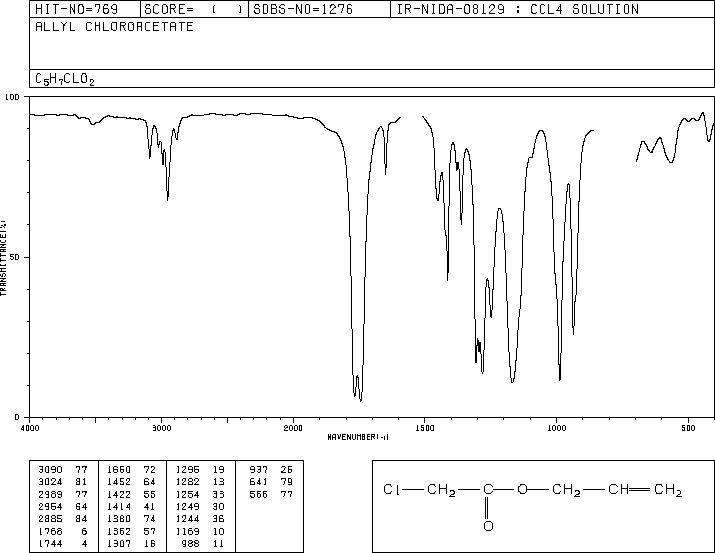 HIT-NO=769 SCORE= ( ) SDBS-NO=1276 IR-NIDA-08129 : CCL4 SOLUTION
ALLYL CHLOROACETATE
C5H7CLO2
100
50
0
TRANSMITTANCE(%)
4000 3000 2000 1500 1000 500
WAVENUMBER(-1)
3090 77 1660 72 1296 19 937 26
3024 81 1452 64 1282 13 641 79
2989 77 1422 55 1254 33 566 77
2954 64 1414 41 1249 30
2885 84 1380 74 1244 36
1766 6 1362 57 1169 10
1744 4 1307 16 988 11
Cl—CH2—C—O—CH2—CH=CH2
O